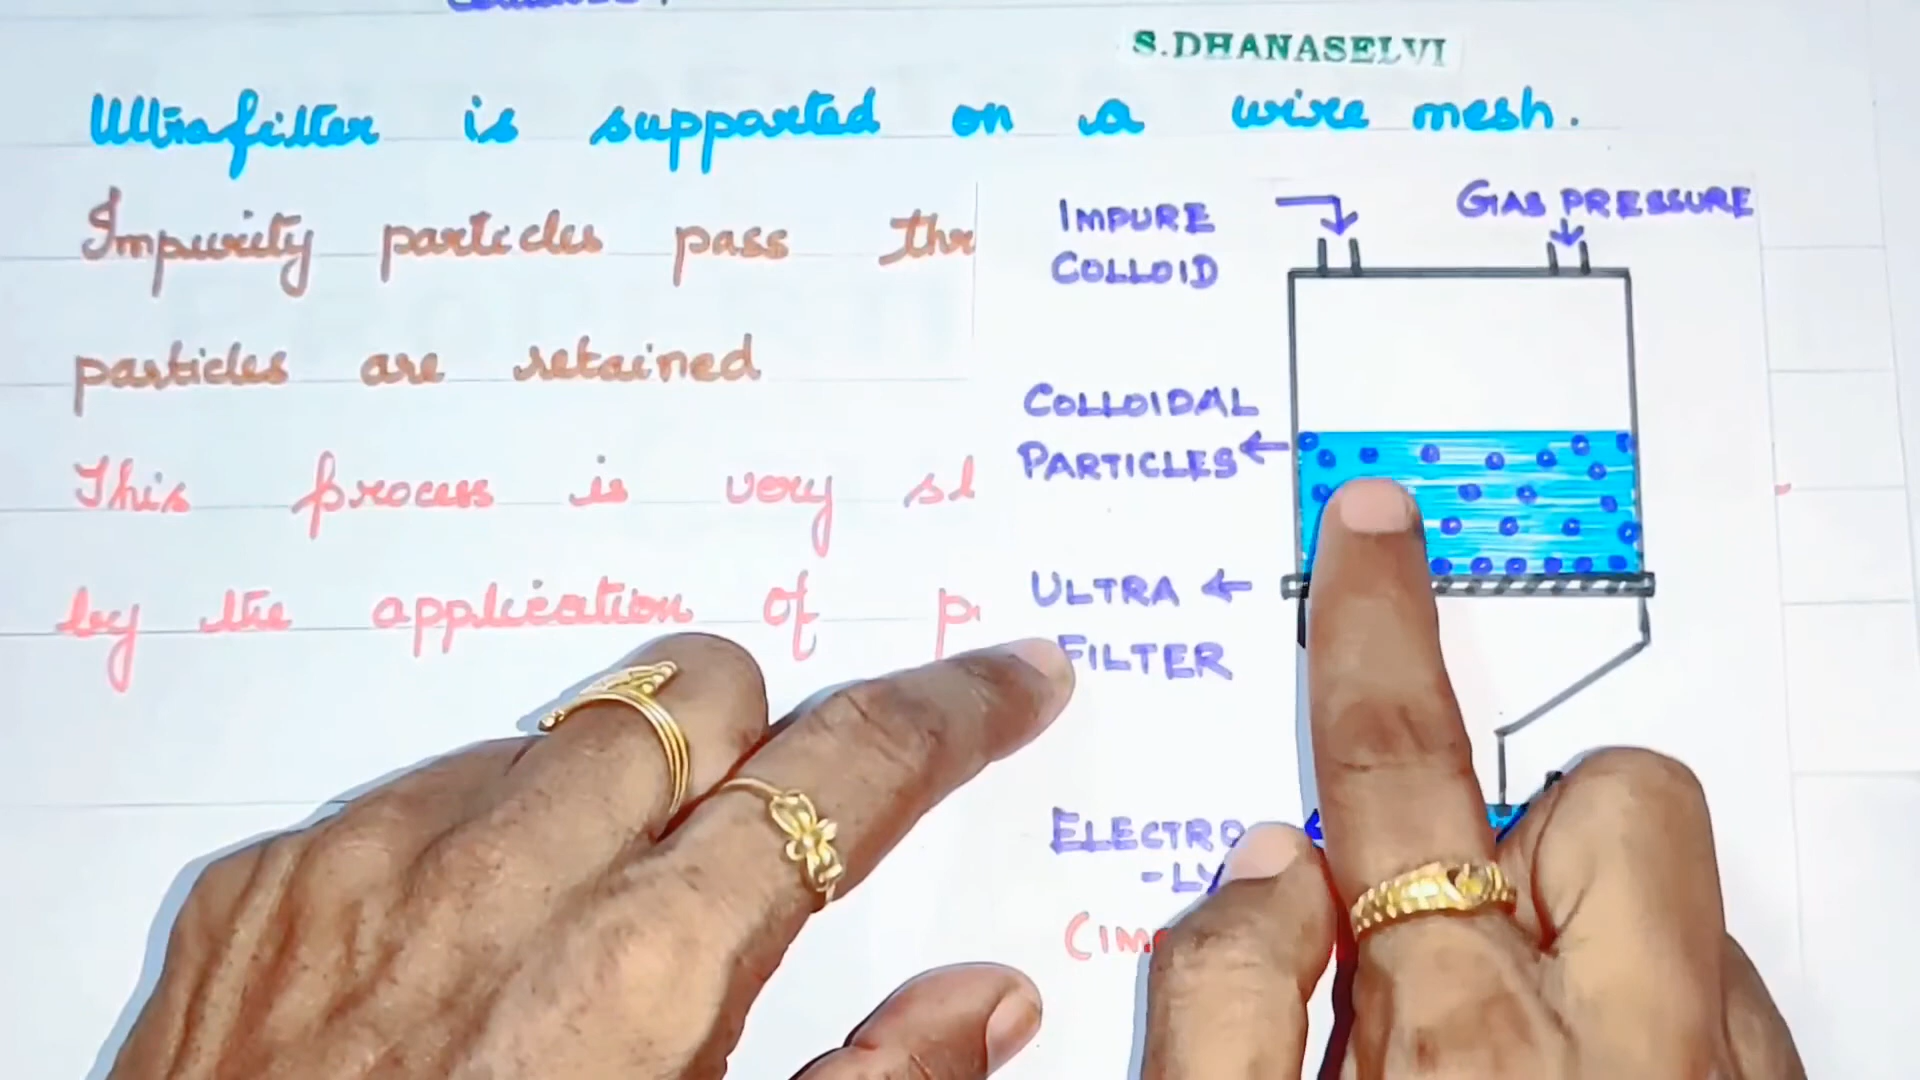 S.DHANASELVI
Ultrafilter is supported on a wire mesh.
Impurity particles pass thr
particles are retained
This process is very sl
by the application of p
IMPURE
COLLOID
GAS PRESSURE
COLLOIDAL
PARTICLES
ULTRA
FILTER
ELECTRO
-LY
(IM